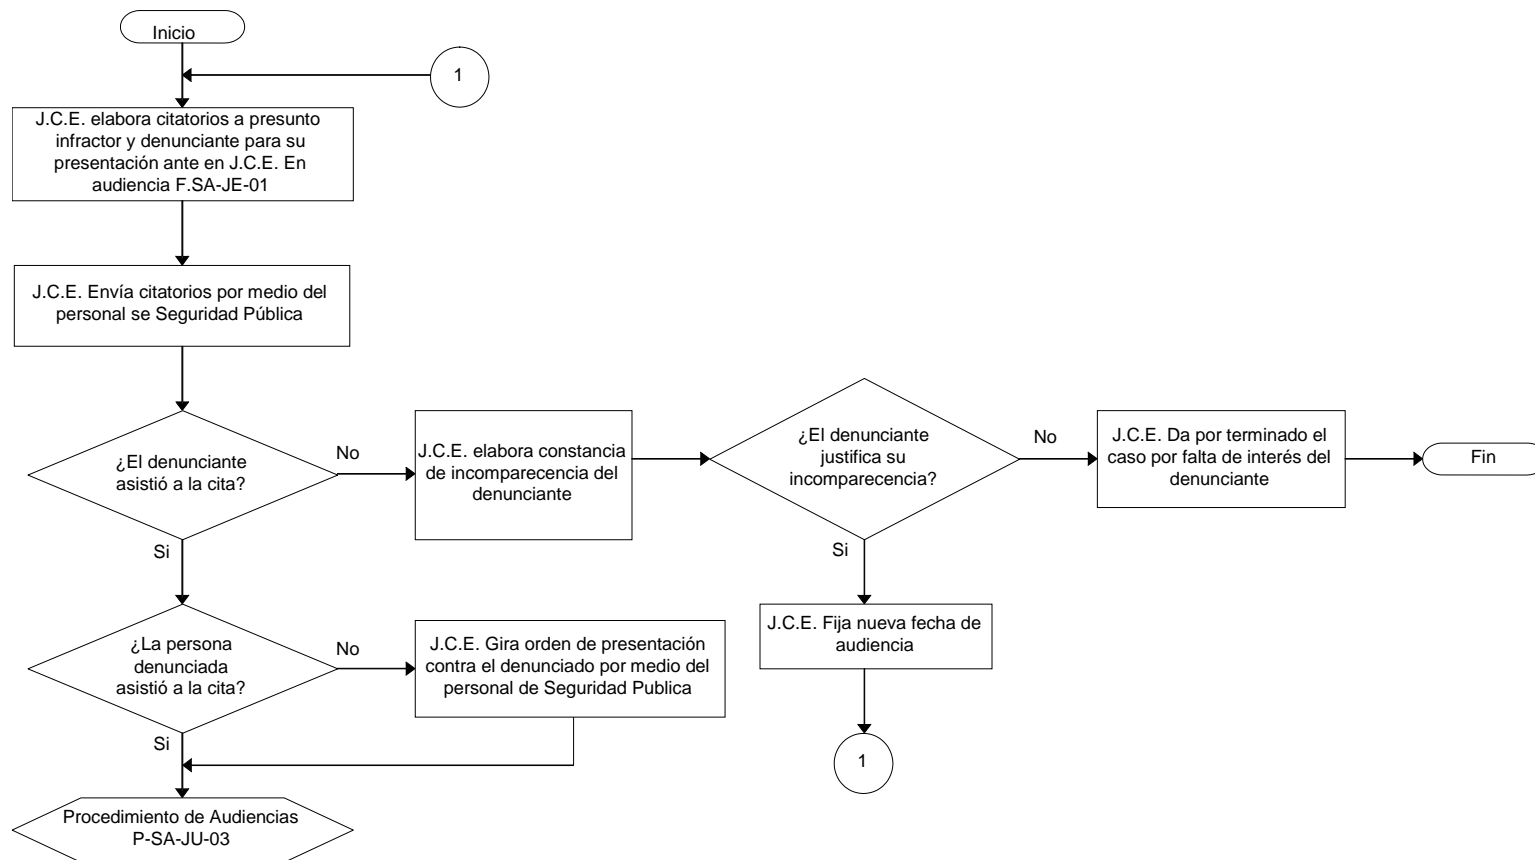 Inicio
1
J.C.E. elabora citatorios a presunto
infractor y denunciante para su
presentación ante en J.C.E. En
audiencia F.SA-JE-01
J.C.E. Envía citatorios por medio del
personal se Seguridad Pública
¿El denunciante
asistió a la cita?
No
Si
J.C.E. elabora constancia
de incomparecencia del
denunciante
¿El denunciante
justifica su
incomparecencia?
No
Si
J.C.E. Da por terminado el
caso por falta de interés del
denunciante
Fin
J.C.E. Fija nueva fecha de
audiencia
1
¿La persona
denunciada
asistió a la cita?
No
Si
J.C.E. Gira orden de presentación
contra el denunciado por medio del
personal de Seguridad Publica
Procedimiento de Audiencias
P-SA-JU-03